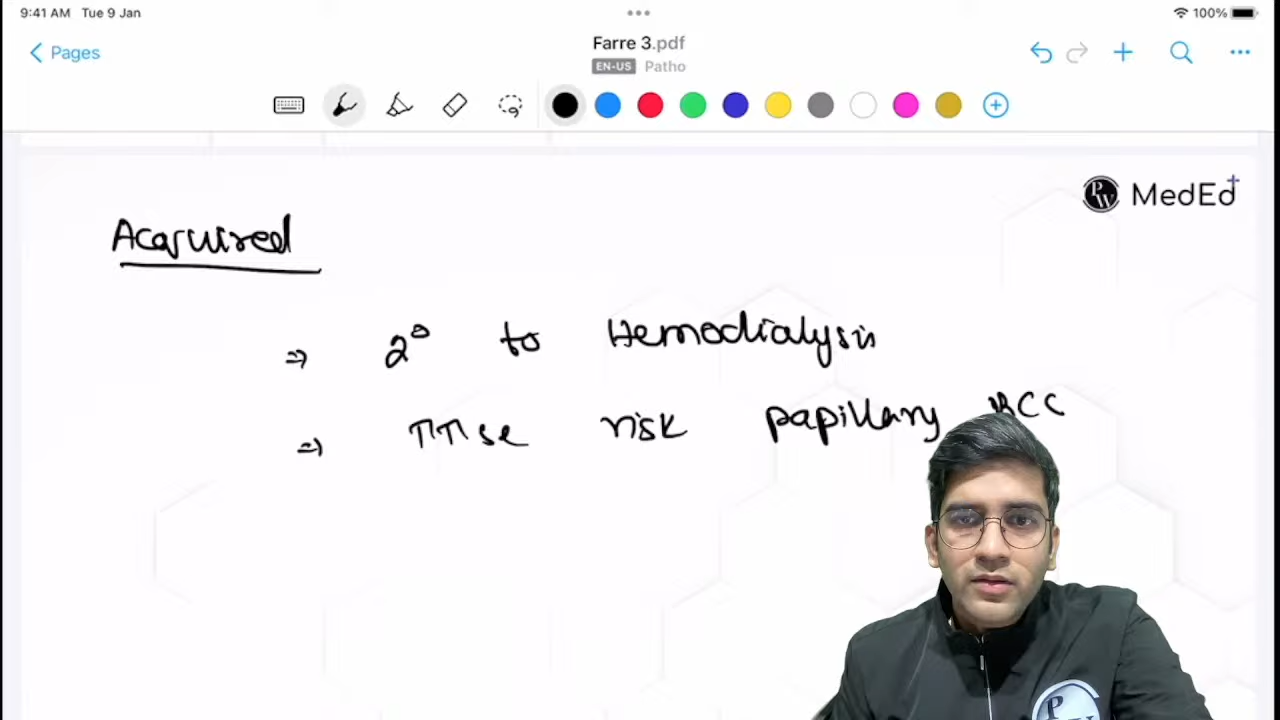 9:41 AM Tue 9 Jan
100%
Pages
Farre 3.pdf
EN-US Patho
PW MedEd+
Acquired
⇒ 2° to Hemodialysis
⇒ ↑↑se risk papillary RCC
P
W